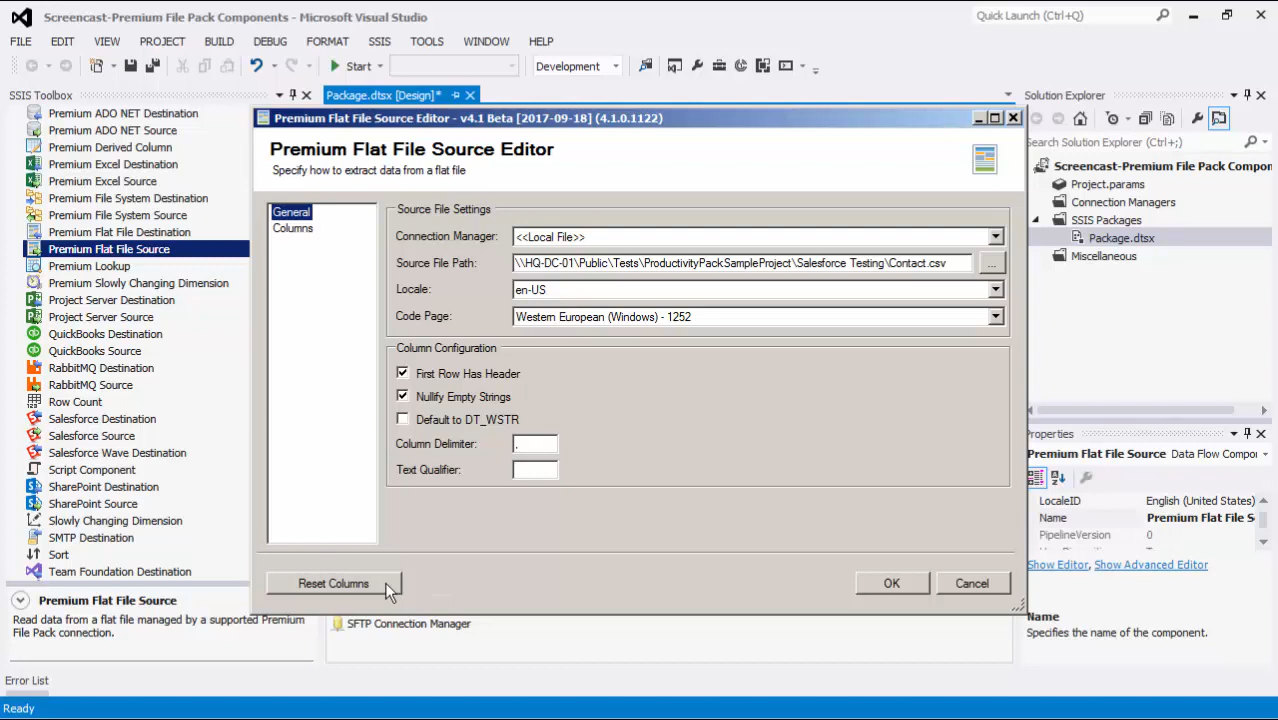 Screencast-Premium File Pack Components - Microsoft Visual Studio
Quick Launch (Ctrl+Q)
FILE EDIT VIEW PROJECT BUILD DEBUG FORMAT SSIS TOOLS WINDOW HELP
Start
Development
SSIS Toolbox
Package.dtsx [Design]*
Solution Explorer
Premium ADO NET Destination
Premium ADO NET Source
Premium Derived Column
Premium Excel Destination
Premium Excel Source
Premium File System Destination
Premium File System Source
Premium Flat File Destination
Premium Flat File Source
Premium Lookup
Premium Slowly Changing Dimension
Project Server Destination
Project Server Source
QuickBooks Destination
QuickBooks Source
RabbitMQ Destination
RabbitMQ Source
Row Count
Salesforce Destination
Salesforce Source
Salesforce Wave Destination
Script Component
SharePoint Destination
SharePoint Source
Slowly Changing Dimension
SMTP Destination
Sort
Team Foundation Destination
Premium Flat File Source
Read data from a flat file managed by a supported Premium
File Pack connection.
Premium Flat File Source Editor - v4.1 Beta [2017-09-18] (4.1.0.1122)
Premium Flat File Source Editor
Specify how to extract data from a flat file
General
Columns
Source File Settings
Connection Manager: <<Local File>>
Source File Path: \\HQ-DC-01\Public\Tests\ProductivityPack.SampleProject\Salesforce Testing\Contact.csv ...
Locale: en-US
Code Page: Western European (Windows) - 1252
Column Configuration
First Row Has Header
Nullify Empty Strings
Default to DT_WSTR
Column Delimiter: ,
Text Qualifier:
Reset Columns
OK
Cancel
SFTP Connection Manager
Search Solution Explorer (Ctrl+;)
Screencast-Premium File Pack Compon
Project.params
Connection Managers
SSIS Packages
Package.dtsx
Miscellaneous
Properties
Premium Flat File Source Data Flow Compo
LocaleID English (United States)
Name Premium Flat File S
PipelineVersion 0
Show Editor, Show Advanced Editor
Name
Specifies the name of the component.
Error List
Ready